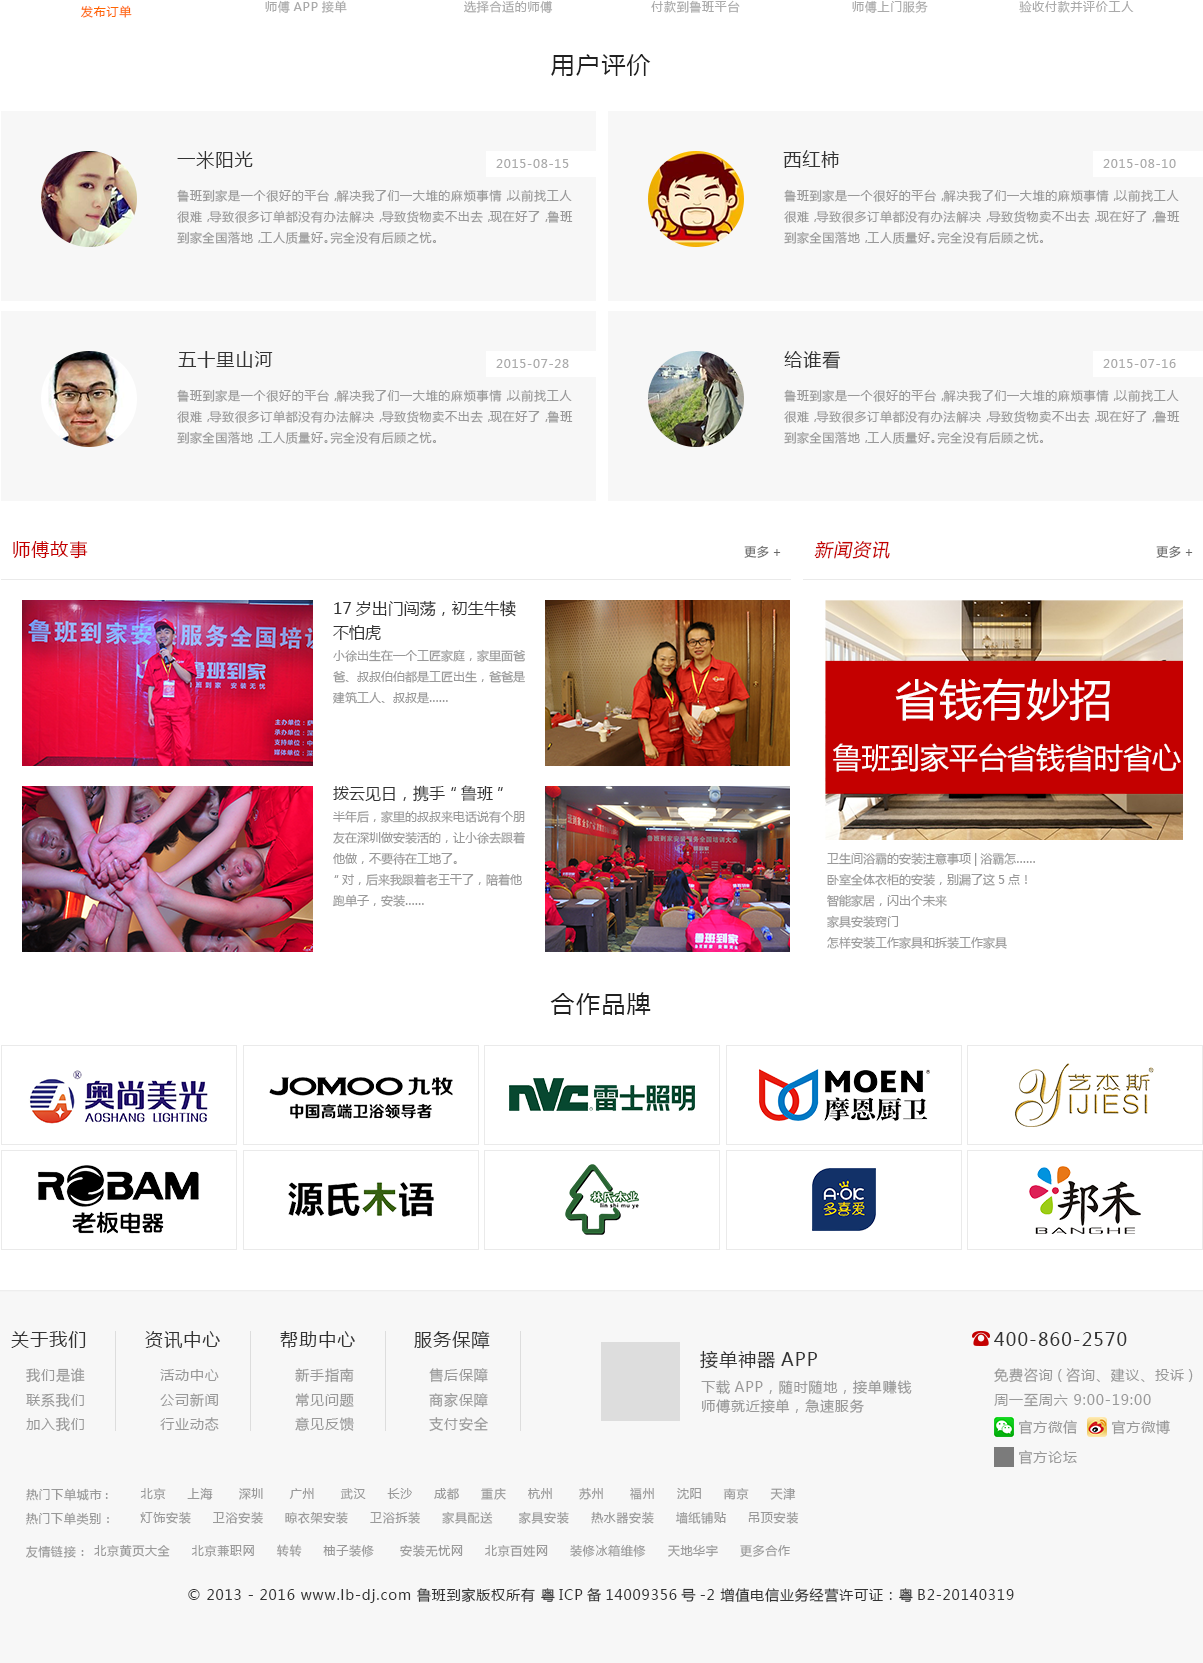 发布订单
师傅 APP 接单
选择合适的师傅
付款到鲁班平台
师傅上门服务
验收付款并评价工人
用户评价
一米阳光
2015-08-15
鲁班到家是一个很好的平台 ,解决我了们一大堆的麻烦事情 ,以前找工人
很难 ,导致很多订单都没有办法解决 ,导致货物卖不出去 ,现在好了 ,鲁班
到家全国落地 ,工人质量好。完全没有后顾之忧。
西红柿
2015-08-10
鲁班到家是一个很好的平台 ,解决我了们一大堆的麻烦事情 ,以前找工人
很难 ,导致很多订单都没有办法解决 ,导致货物卖不出去 ,现在好了 ,鲁班
到家全国落地 ,工人质量好。完全没有后顾之忧。
五十里山河
2015-07-28
鲁班到家是一个很好的平台 ,解决我了们一大堆的麻烦事情 ,以前找工人
很难 ,导致很多订单都没有办法解决 ,导致货物卖不出去 ,现在好了 ,鲁班
到家全国落地 ,工人质量好。完全没有后顾之忧。
给谁看
2015-07-16
鲁班到家是一个很好的平台 ,解决我了们一大堆的麻烦事情 ,以前找工人
很难 ,导致很多订单都没有办法解决 ,导致货物卖不出去 ,现在好了 ,鲁班
到家全国落地 ,工人质量好。完全没有后顾之忧。
师傅故事
更多 +
鲁班到家安 服务全国培训
鲁班到家
鲁班到家 安装无忧
主办单位：
承办单位：深
支持单位：中
媒体单位：深
17 岁出门闯荡，初生牛犊
不怕虎
小徐出生在一个工匠家庭，家里面爸
爸、叔叔伯伯都是工匠出生，爸爸是
建筑工人、叔叔是......
拨云见日，携手 “ 鲁班 ”
半年后，家里的叔叔来电话说有个朋
友在深圳做安装活的，让小徐去跟着
他做，不要待在工地了。
“ 对，后来我跟着老王干了，陪着他
跑单子，安装......
鲁班到家安装服务全国培训大会
鲁班到家
新闻资讯
更多 +
省钱有妙招
鲁班到家平台省钱省时省心
卫生间浴霸的安装注意事项 | 浴霸怎......
卧室全体衣柜的安装，别漏了这 5 点！
智能家居，闪出个未来
家具安装窍门
怎样安装工作家具和拆装工作家具
合作品牌
奥尚美光®
AOSHANG LIGHTING
JOMOO 九牧
中国高端卫浴领导者
NVC 雷士照明
MOEN®
摩恩厨卫
艺杰斯®
YIJIESI
ROBAM
老板电器
源氏木语
林氏木业
lin shi mu ye
A·OK
多喜爱
邦禾
BANGHE
关于我们
我们是谁
联系我们
加入我们
资讯中心
活动中心
公司新闻
行业动态
帮助中心
新手指南
常见问题
意见反馈
服务保障
售后保障
商家保障
支付安全
接单神器 APP
下载 APP，随时随地，接单赚钱
师傅就近接单，急速服务
400-860-2570
免费咨询 ( 咨询、建议、投诉 )
周一至周六 9:00-19:00
官方微信 官方微博
官方论坛
热门下单城市： 北京 上海 深圳 广州 武汉 长沙 成都 重庆 杭州 苏州 福州 沈阳 南京 天津
热门下单类别： 灯饰安装 卫浴安装 晾衣架安装 卫浴拆装 家具配送 家具安装 热水器安装 墙纸铺贴 吊顶安装
友情链接： 北京黄页大全 北京兼职网 转转 柚子装修 安装无忧网 北京百姓网 装修冰箱维修 天地华宇 更多合作
© 2013 - 2016 www.lb-dj.com 鲁班到家版权所有 粤 ICP 备 14009356 号 -2 增值电信业务经营许可证：粤 B2-20140319